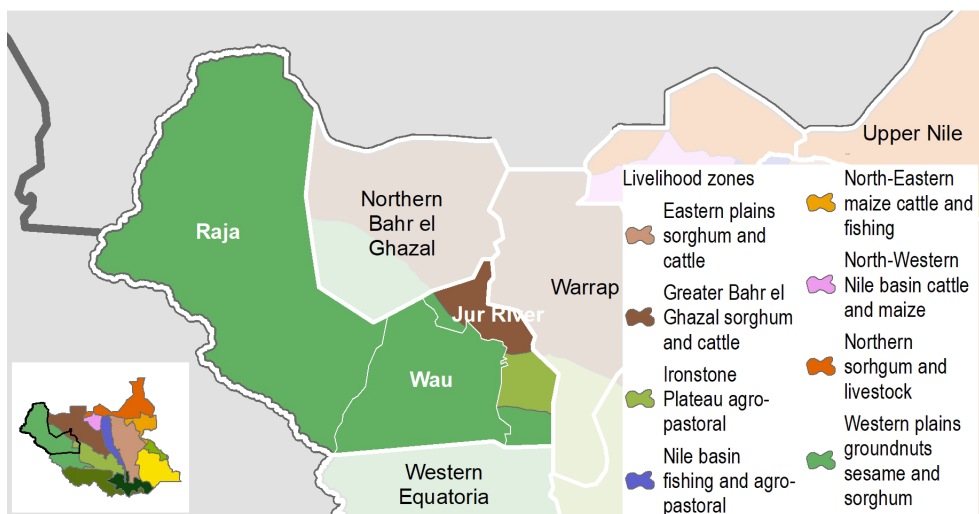 Upper Nile
Northern
Bahr el
Ghazal
Raja
Warrap
Jur River
Wau
Western
Equatoria
Livelihood zones
Eastern plains
sorghum and
cattle
Greater Bahr el
Ghazal sorghum
and cattle
Ironstone
Plateau agro-
pastoral
Nile basin
fishing and agro-
pastoral
North-Eastern
maize cattle and
fishing
North-Western
Nile basin cattle
and maize
Northern
sorhgum and
livestock
Western plains
groundnuts
sesame and
sorghum